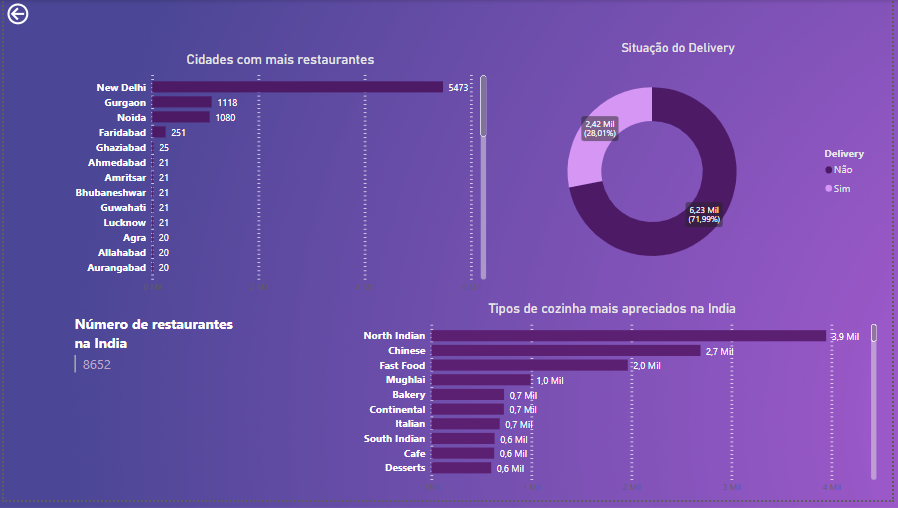 Cidades com mais restaurantes
New Delhi 5473
Gurgaon 1118
Noida 1080
Faridabad 251
Ghaziabad 25
Ahmedabad 21
Amritsar 21
Bhubaneshwar 21
Guwahati 21
Lucknow 21
Agra 20
Allahabad 20
Aurangabad 20
Situação do Delivery
2,42 Mil
(28,01%)
6,23 Mil
(71,99%)
Delivery
Não
Sim
Número de restaurantes
na India
8652
Tipos de cozinha mais apreciados na India
North Indian 3,9 Mil
Chinese 2,7 Mil
Fast Food 2,0 Mil
Mughlai 1,0 Mil
Bakery 0,7 Mil
Continental 0,7 Mil
Italian 0,7 Mil
South Indian 0,6 Mil
Cafe 0,6 Mil
Desserts 0,6 Mil